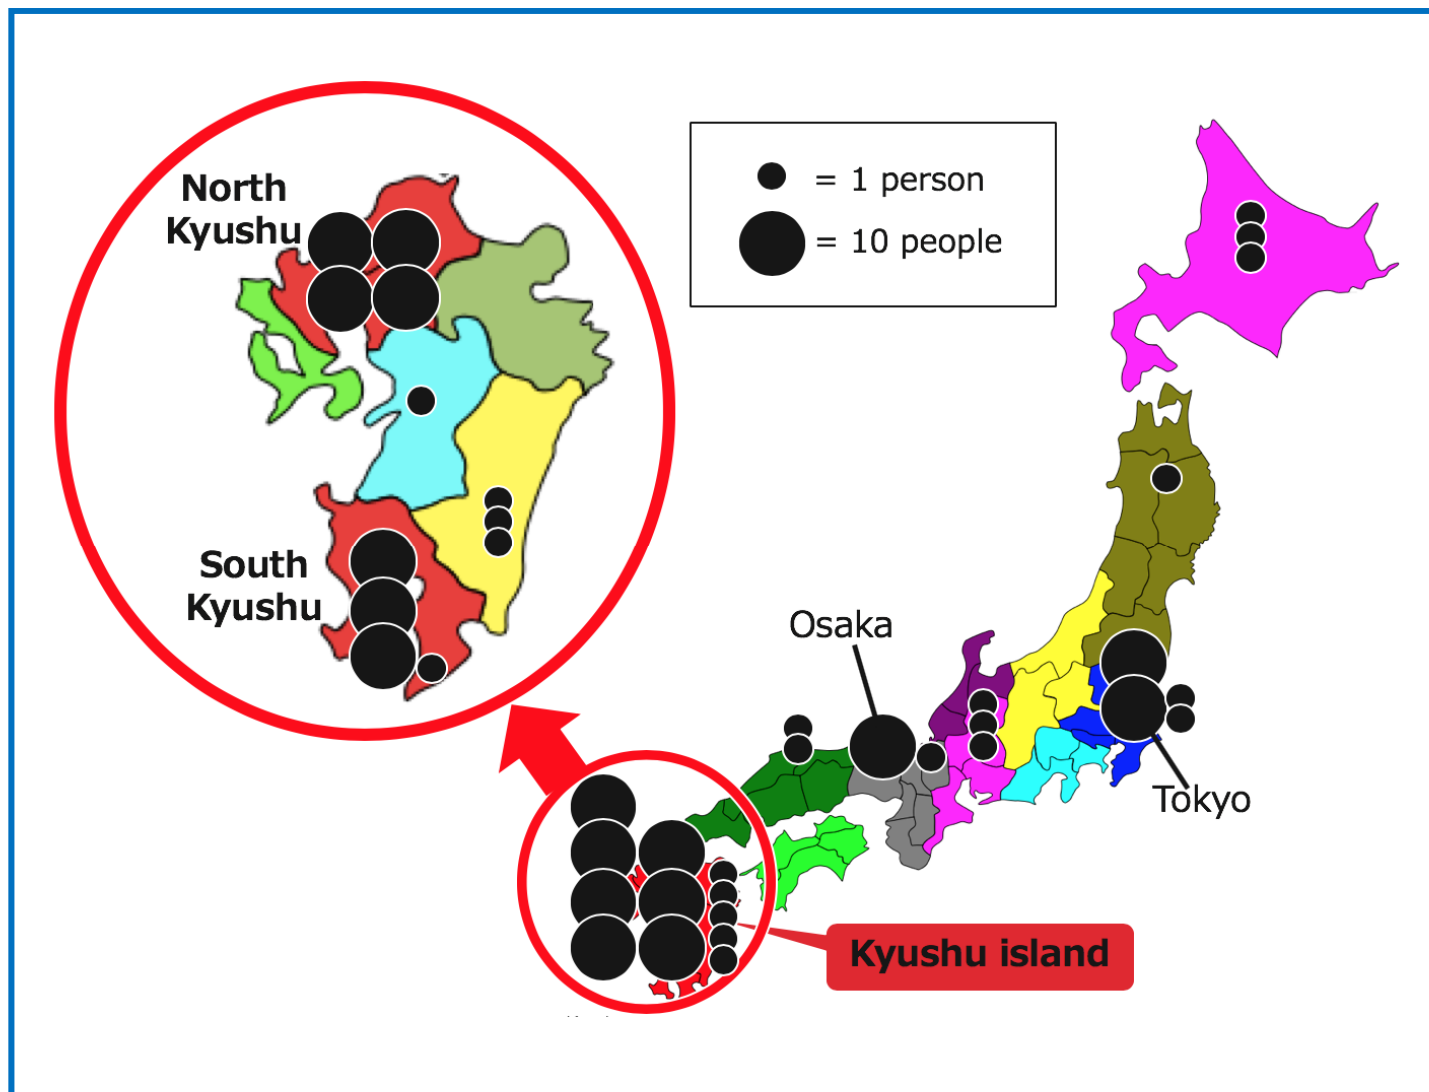 North
Kyushu
= 1 person
= 10 people
South
Kyushu
Osaka
Tokyo
Kyushu island